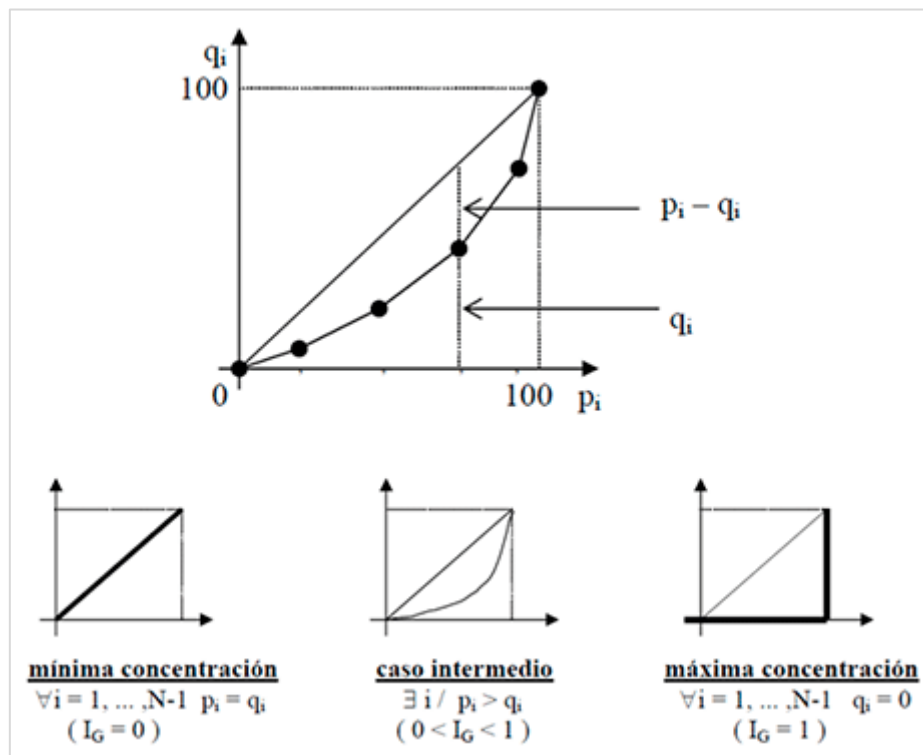 qᵢ
100
pᵢ – qᵢ
qᵢ
0
100 pᵢ
mínima concentración
∀i = 1, ... ,N-1 pᵢ = qᵢ
( I_G = 0 )
caso intermedio
∃ i / pᵢ > qᵢ
( 0 < I_G < 1 )
máxima concentración
∀i = 1, ... ,N-1 qᵢ = 0
( I_G = 1 )